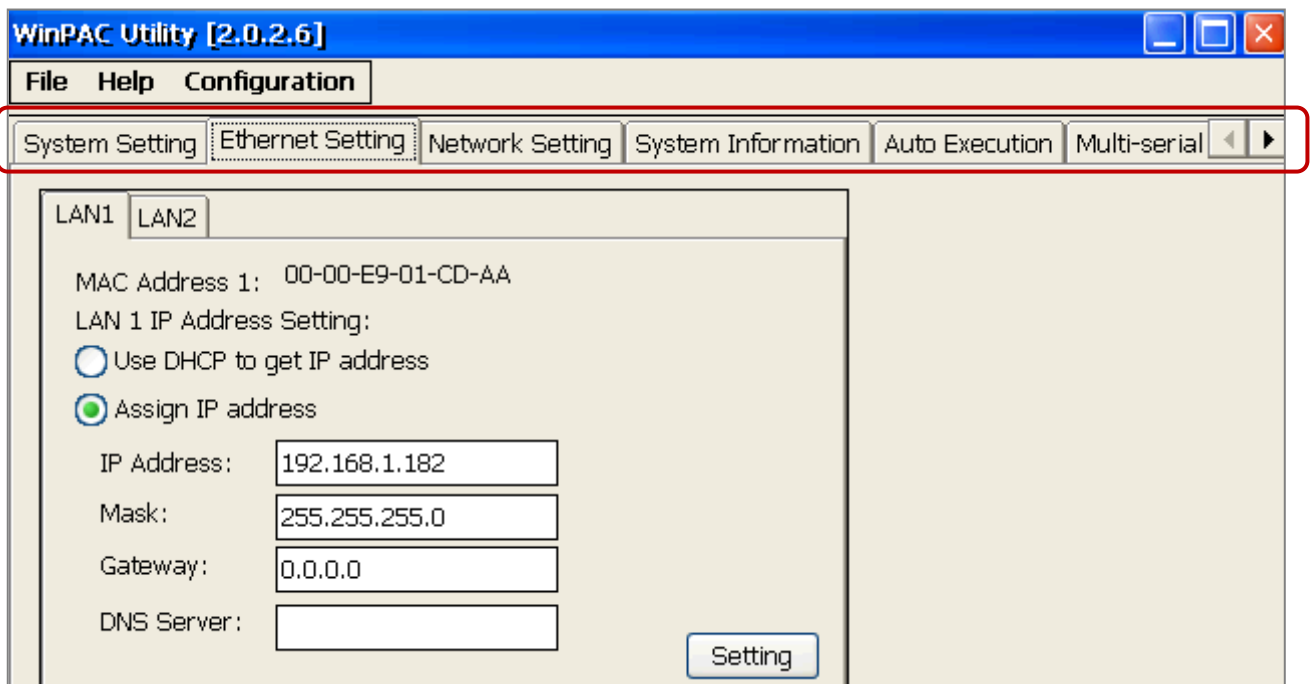 WinPAC Utility [2.0.2.6]
File Help Configuration
System Setting Ethernet Setting Network Setting System Information Auto Execution Multi-serial
LAN1 LAN2
MAC Address 1: 00-00-E9-01-CD-AA
LAN 1 IP Address Setting:
Use DHCP to get IP address
Assign IP address
IP Address: 192.168.1.182
Mask: 255.255.255.0
Gateway: 0.0.0.0
DNS Server:
Setting